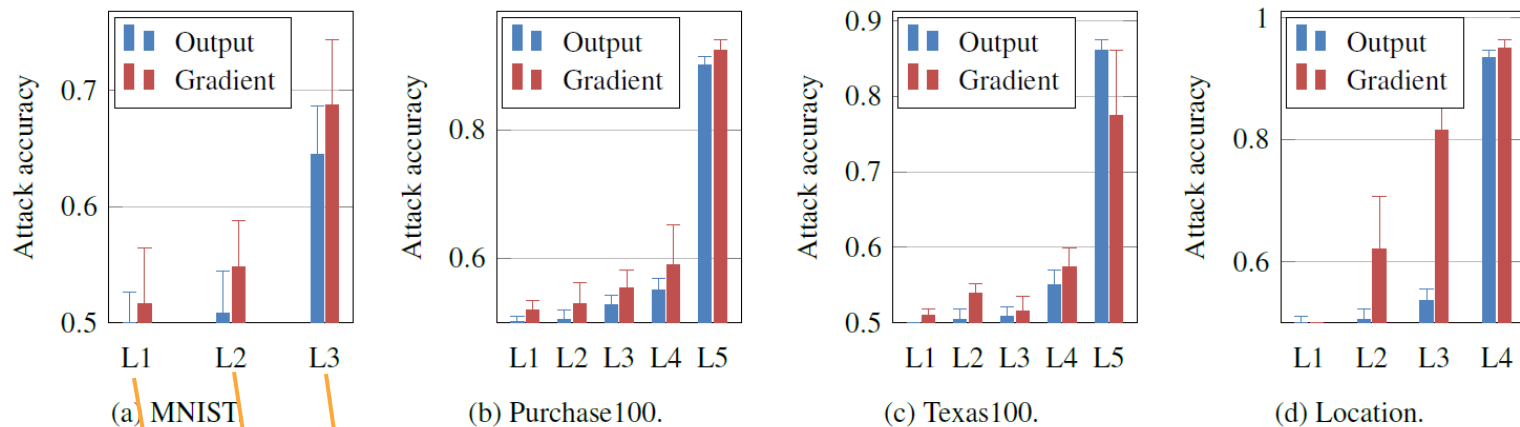 Attack accuracy
0.7
0.6
0.5
Output
Gradient
L1 L2 L3
(a) MNIST.
Attack accuracy
0.8
0.6
Output
Gradient
L1 L2 L3 L4 L5
(b) Purchase100.
Attack accuracy
0.9
0.8
0.7
0.6
0.5
Output
Gradient
L1 L2 L3 L4 L5
(c) Texas100.
Attack accuracy
1
0.8
0.6
Output
Gradient
L1 L2 L3 L4
(d) Location.